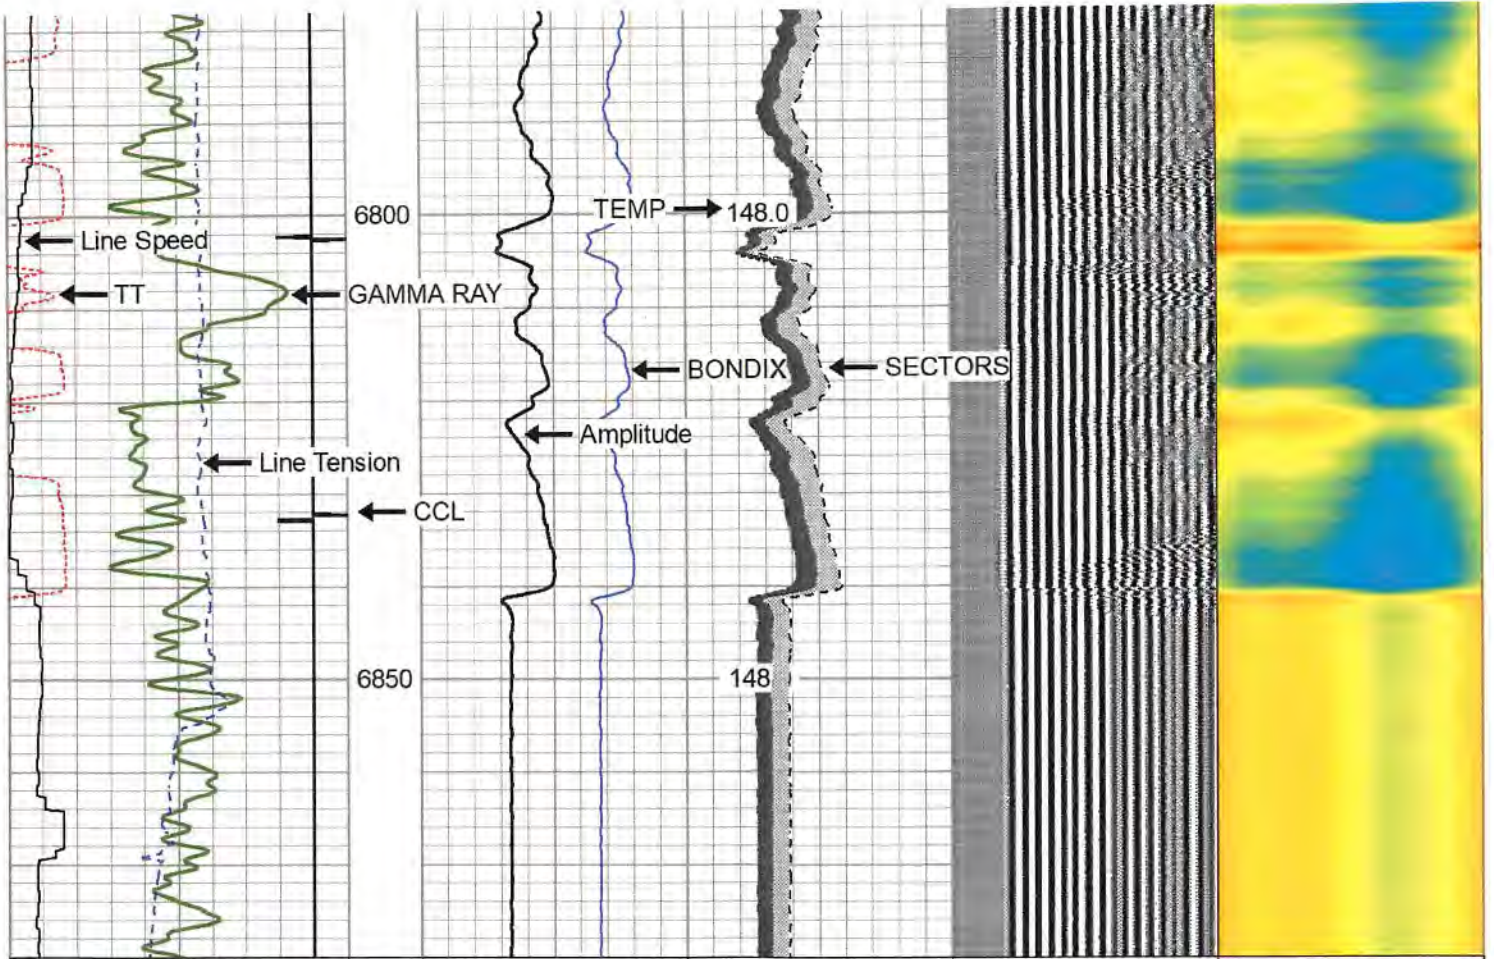 TEMP 148.0
6800
Line Speed
TT
GAMMA RAY
BONDIX
SECTORS
Amplitude
Line Tension
CCL
6850
148